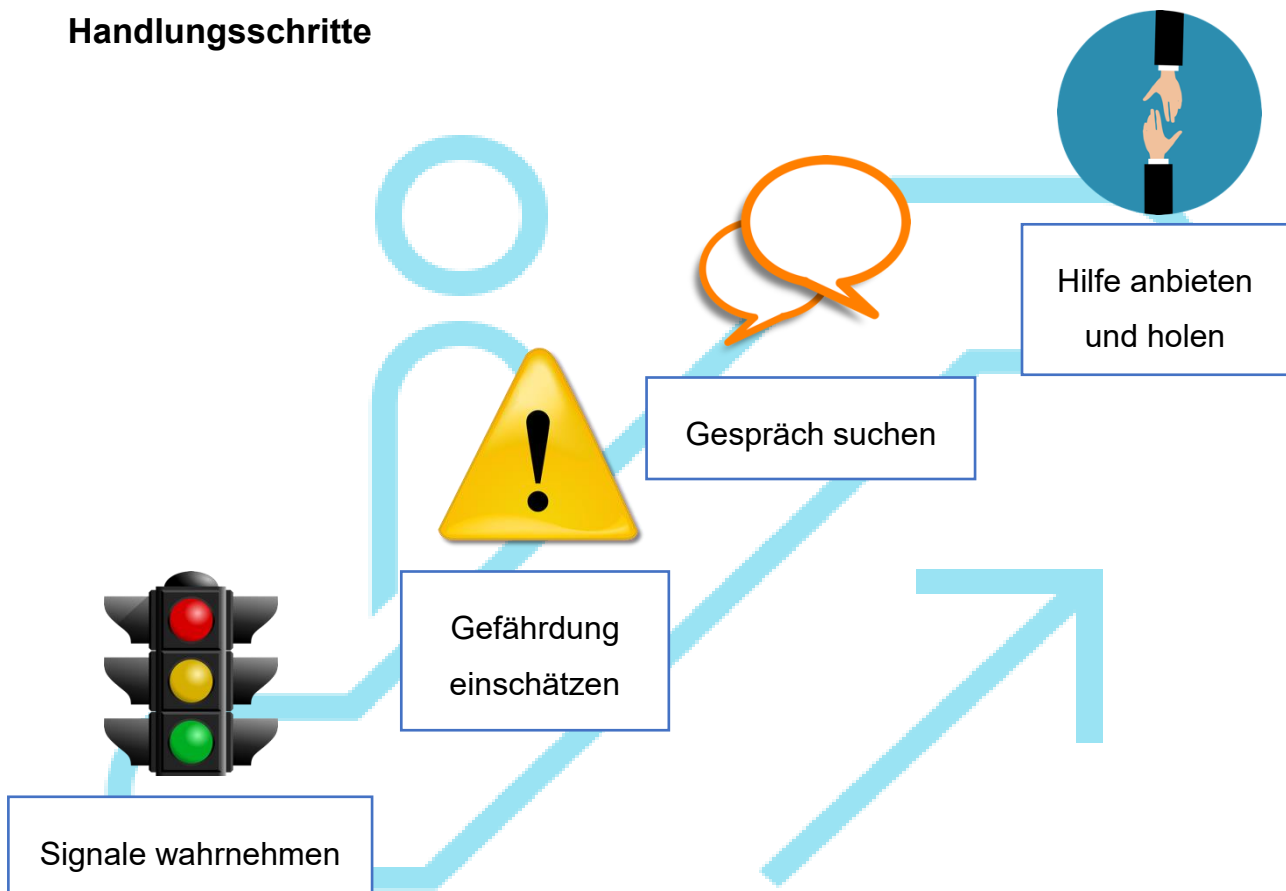 Handlungsschritte
Signale wahrnehmen
Gefährdung
einschätzen
Gespräch suchen
Hilfe anbieten
und holen